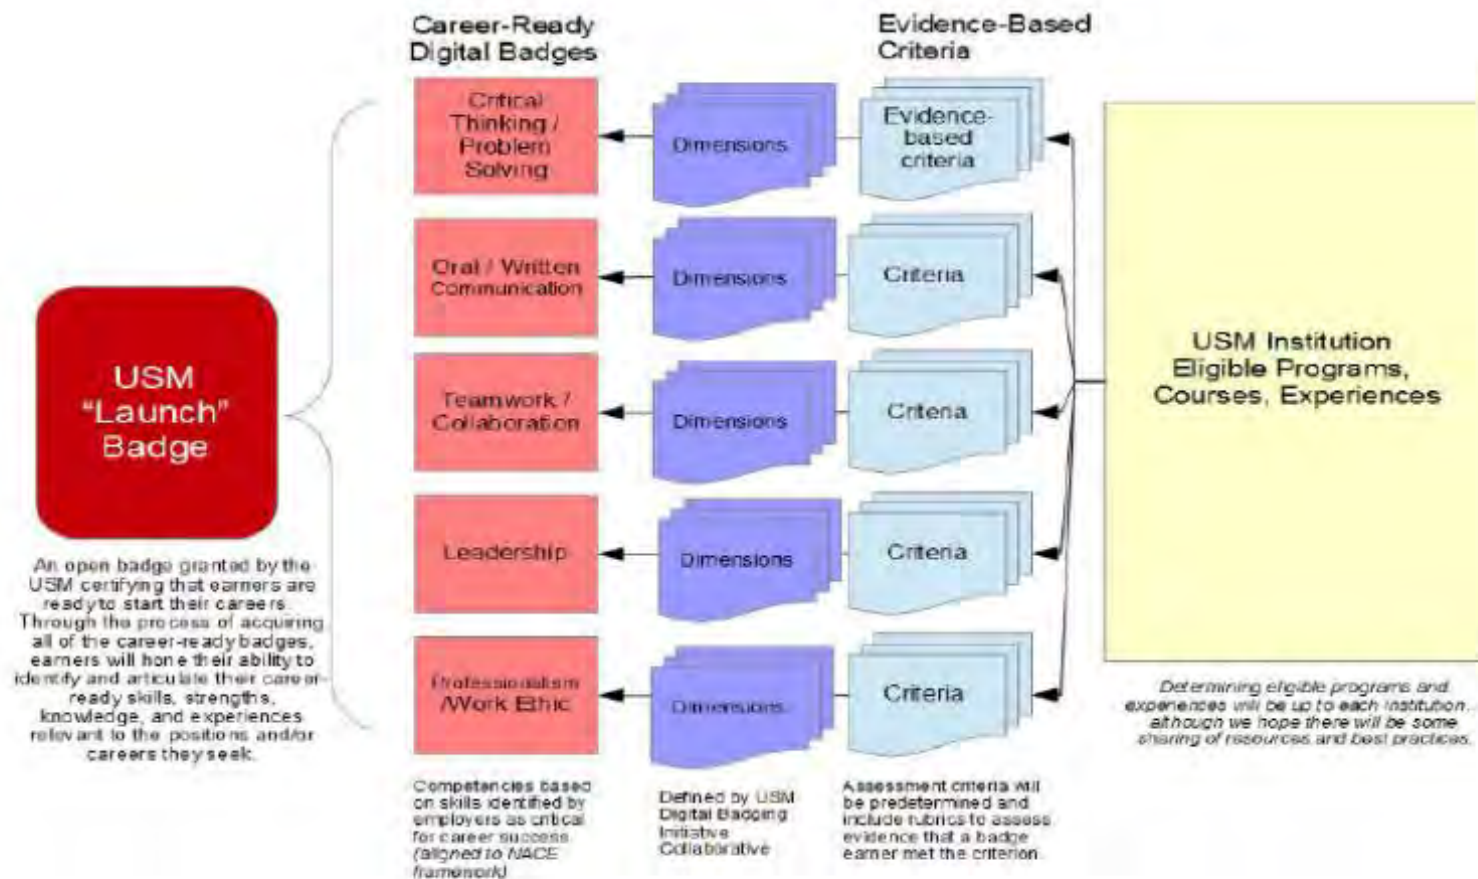 Career-Ready
Digital Badges
Evidence-Based
Criteria
Critical
Thinking /
Problem
Solving
Dimensions
Evidence-
based
criteria
Oral / Written
Communication
Dimensions
Criteria
USM
“Launch”
Badge
Teamwork /
Collaboration
Dimensions
Criteria
USM Institution
Eligible Programs,
Courses, Experiences
Leadership
Dimensions
Criteria
Professionalism
/Work Ethic
Dimensions
Criteria
An open badge granted by the
USM certifying that earners are
ready to start their careers.
Through the process of acquiring
all of the career-ready badges,
earners will hone their ability to
identify and articulate their career-
ready skills, strengths,
knowledge, and experiences
relevant to the positions and/or
careers they seek.
Competencies based
on skills identified by
employers as critical
for career success
(aligned to NACE
framework)
Defined by USM
Digital Badging
Initiative
Collaborative
Assessment criteria will
be predetermined and
include rubrics to assess
evidence that a badge
earner met the criterion.
Determining eligible programs and
experiences will be up to each institution...
although we hope there will be some
sharing of resources and best practices.